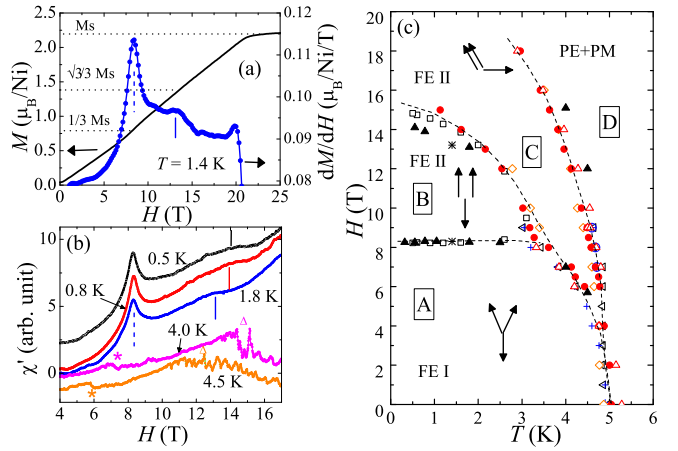 (a)
M (μB/Ni)
2.5
2.0
1.5
1.0
0.5
0.0
Ms
√3/3 Ms
1/3 Ms
T = 1.4 K
0.115
0.11
0.10
0.09
0.08
dM/dH (μB/Ni/T)
0 5 10 15 20 25
H (T)
(b)
χ' (arb. unit)
10
5
0
0.5 K
0.8 K
1.8 K
4.0 K
4.5 K
*
*
4 6 8 10 12 14 16
H (T)
(c)
H (T)
18
16
14
12
10
8
6
4
2
0
PE+PM
FE II
D
C
FE II
B
A
FE I
0 1 2 3 4 5 6
T (K)